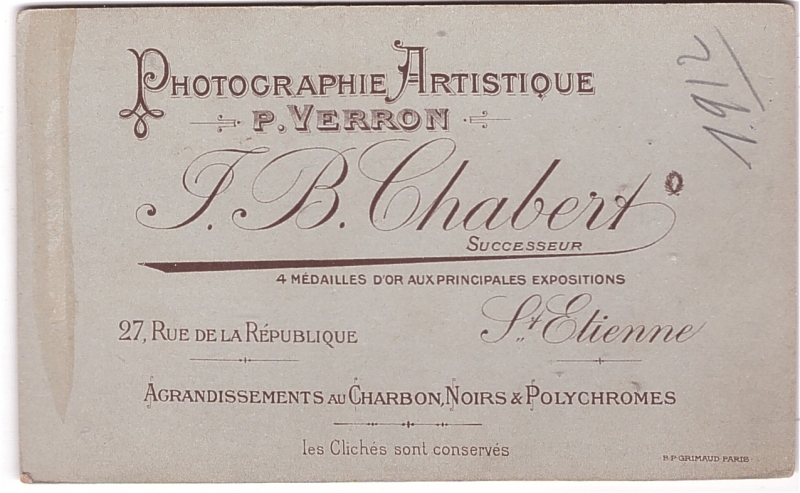 PHOTOGRAPHIE ARTISTIQUE
P. VERRON
J. B. Chabert
SUCCESSEUR
4 MÉDAILLES D'OR AUX PRINCIPALES EXPOSITIONS
27, RUE DE LA RÉPUBLIQUE
St Etienne
AGRANDISSEMENTS AU CHARBON, NOIRS & POLYCHROMES
les Clichés sont conservés
B.P. GRIMAUD PARIS
1912